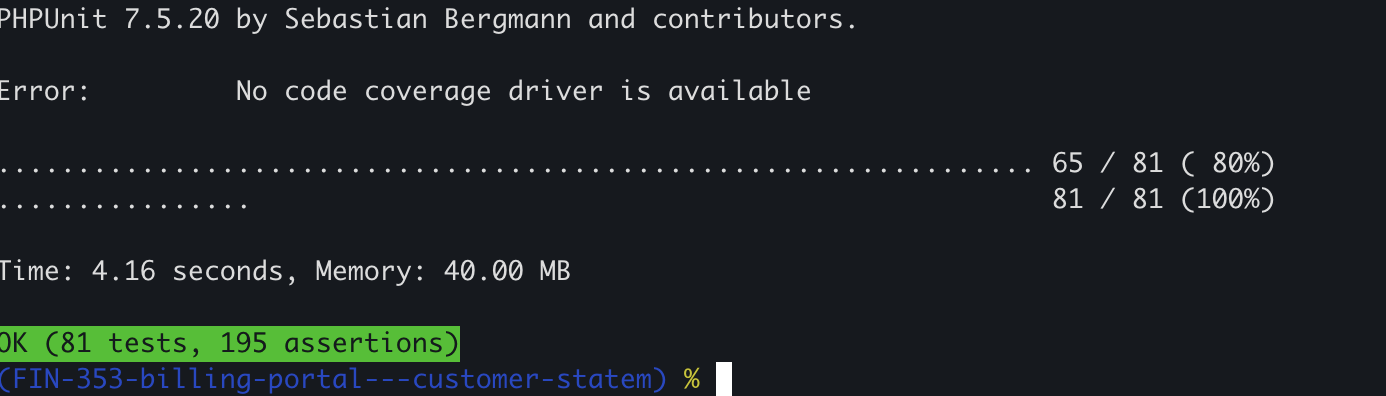 PHPUnit 7.5.20 by Sebastian Bergmann and contributors.
Error:         No code coverage driver is available
................................................................. 65 / 81 ( 80%)
................                                                  81 / 81 (100%)
Time: 4.16 seconds, Memory: 40.00 MB
OK (81 tests, 195 assertions)
(FIN-353-billing-portal---customer-statem) %